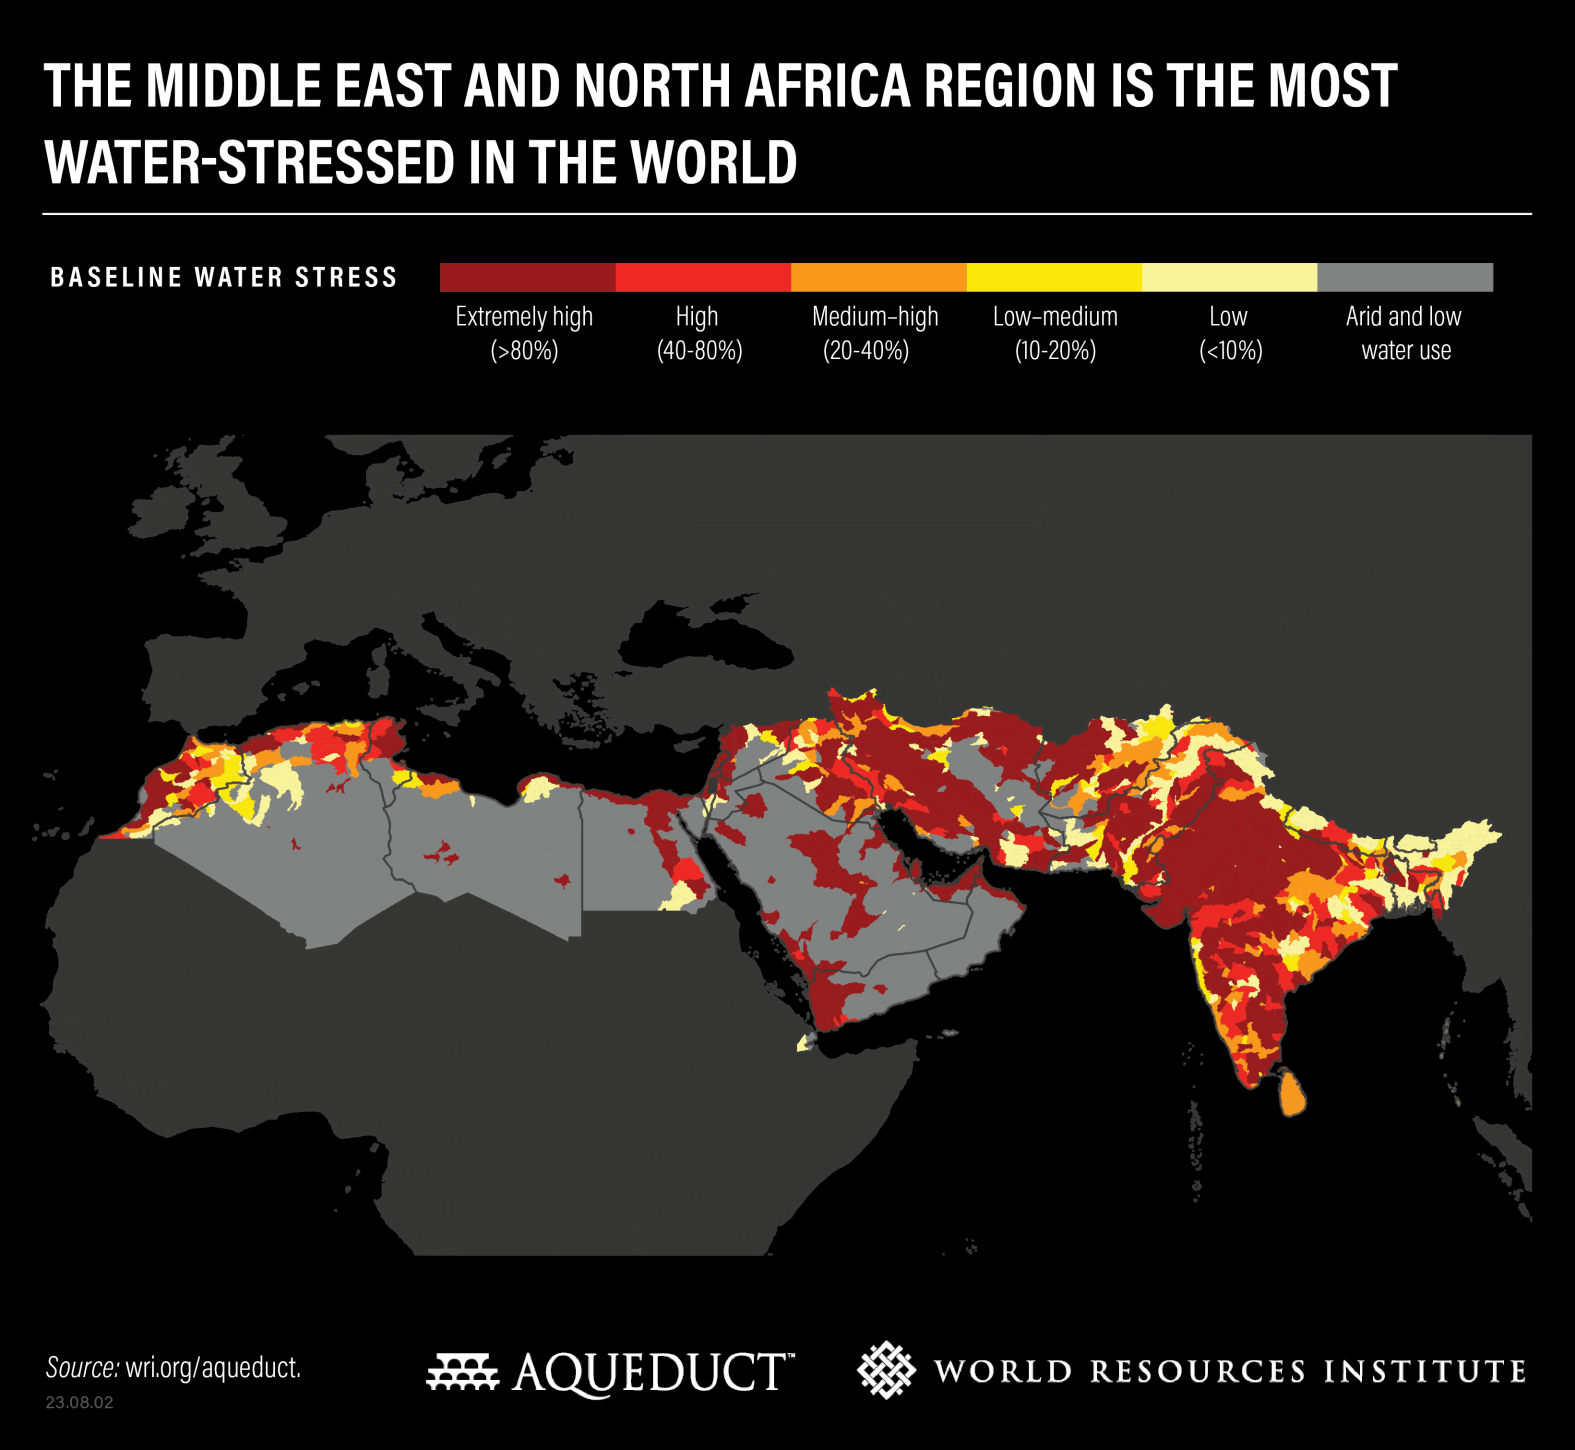 THE MIDDLE EAST AND NORTH AFRICA REGION IS THE MOST
WATER-STRESSED IN THE WORLD
BASELINE WATER STRESS
Extremely high
(>80%)
High
(40-80%)
Medium–high
(20-40%)
Low–medium
(10-20%)
Low
(<10%)
Arid and low
water use
Source: wri.org/aqueduct.
23.08.02
AQUEDUCT™
WORLD RESOURCES INSTITUTE